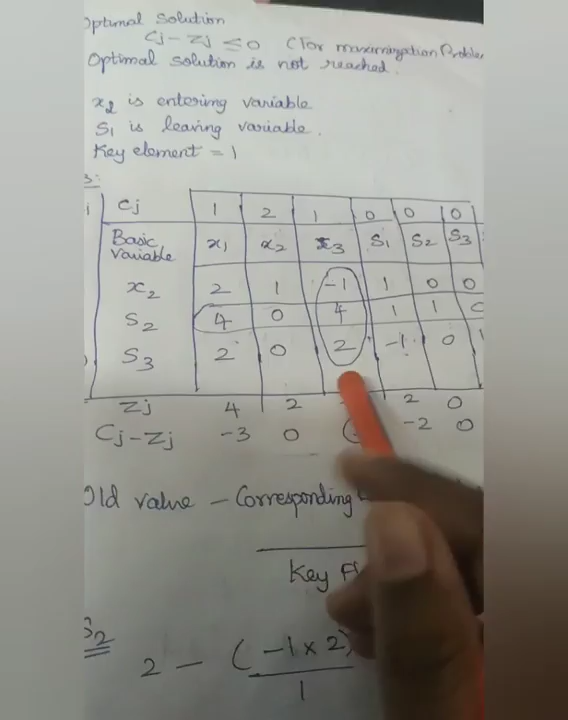 Optimal Solution
Cj - Zj ≤ 0 (For maximization Proble
Optimal Solution is not reached.
x2 is entering variable
S1 is leaving variable.
Key element = 1
3:
Cj 1 2 1 0 0 0
Basic Variable x1 x2 x3 S1 S2 S3
x2 2 1 -1 1 0 0
S2 4 0 4 1 1 0
S3 2 0 2 -1 0
Zj 4 2 2 0
Cj - Zj -3 0 -2 0
Old value - Corresponding
Key
S2
2 - (-1 x 2)
1